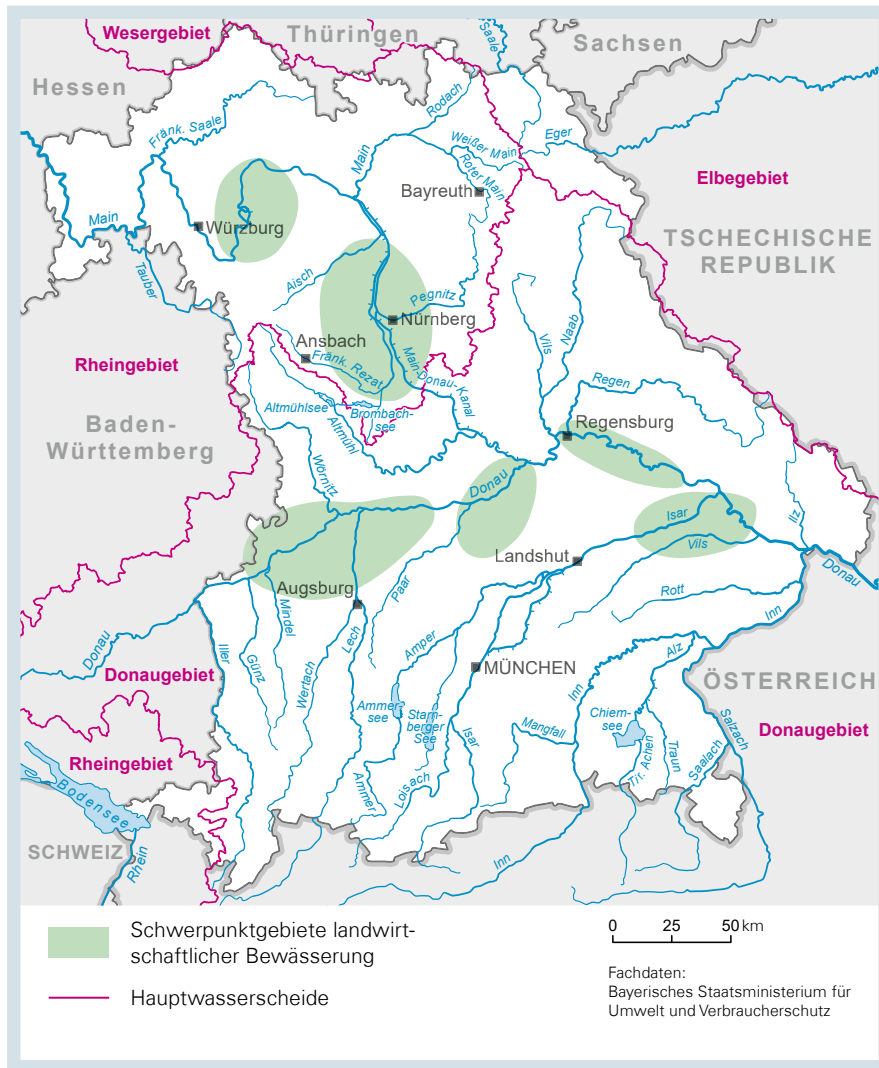 Wesergebiet
Thüringen
Saale
Sachsen
Hessen
Fränk. Saale
Rodach
Main
Weißer Main
Eger
Roter Main
Bayreuth
Elbegebiet
Main
Würzburg
TSCHECHISCHE
REPUBLIK
Tauber
Aisch
Pegnitz
Nürnberg
Vils
Naab
Ansbach
Fränk. Rezat
Main-Donau-Kanal
Rheingebiet
Regen
Altmühlsee
Altmühl
Brombach-
see
Regensburg
Baden-
Württemberg
Wörnitz
Donau
Isar
Vils
Ilz
Landshut
Donau
Augsburg
Paar
Rott
Inn
Mindel
Lech
Günz
Iller
Wertach
Amper
Donau
MÜNCHEN
Alz
Inn
Donaugebiet
ÖSTERREICH
Ammer-
see
Starn-
berger
See
Chiem-
see
Salzach
Donaugebiet
Mangfall
Isar
Rheingebiet
Tir. Achen
Traun
Saalach
Loisach
Ammer
Bodensee
SCHWEIZ
Rhein
Inn
Schwerpunktgebiete landwirt-
schaftlicher Bewässerung
Hauptwasserscheide
0 25 50 km
Fachdaten:
Bayerisches Staatsministerium für
Umwelt und Verbraucherschutz